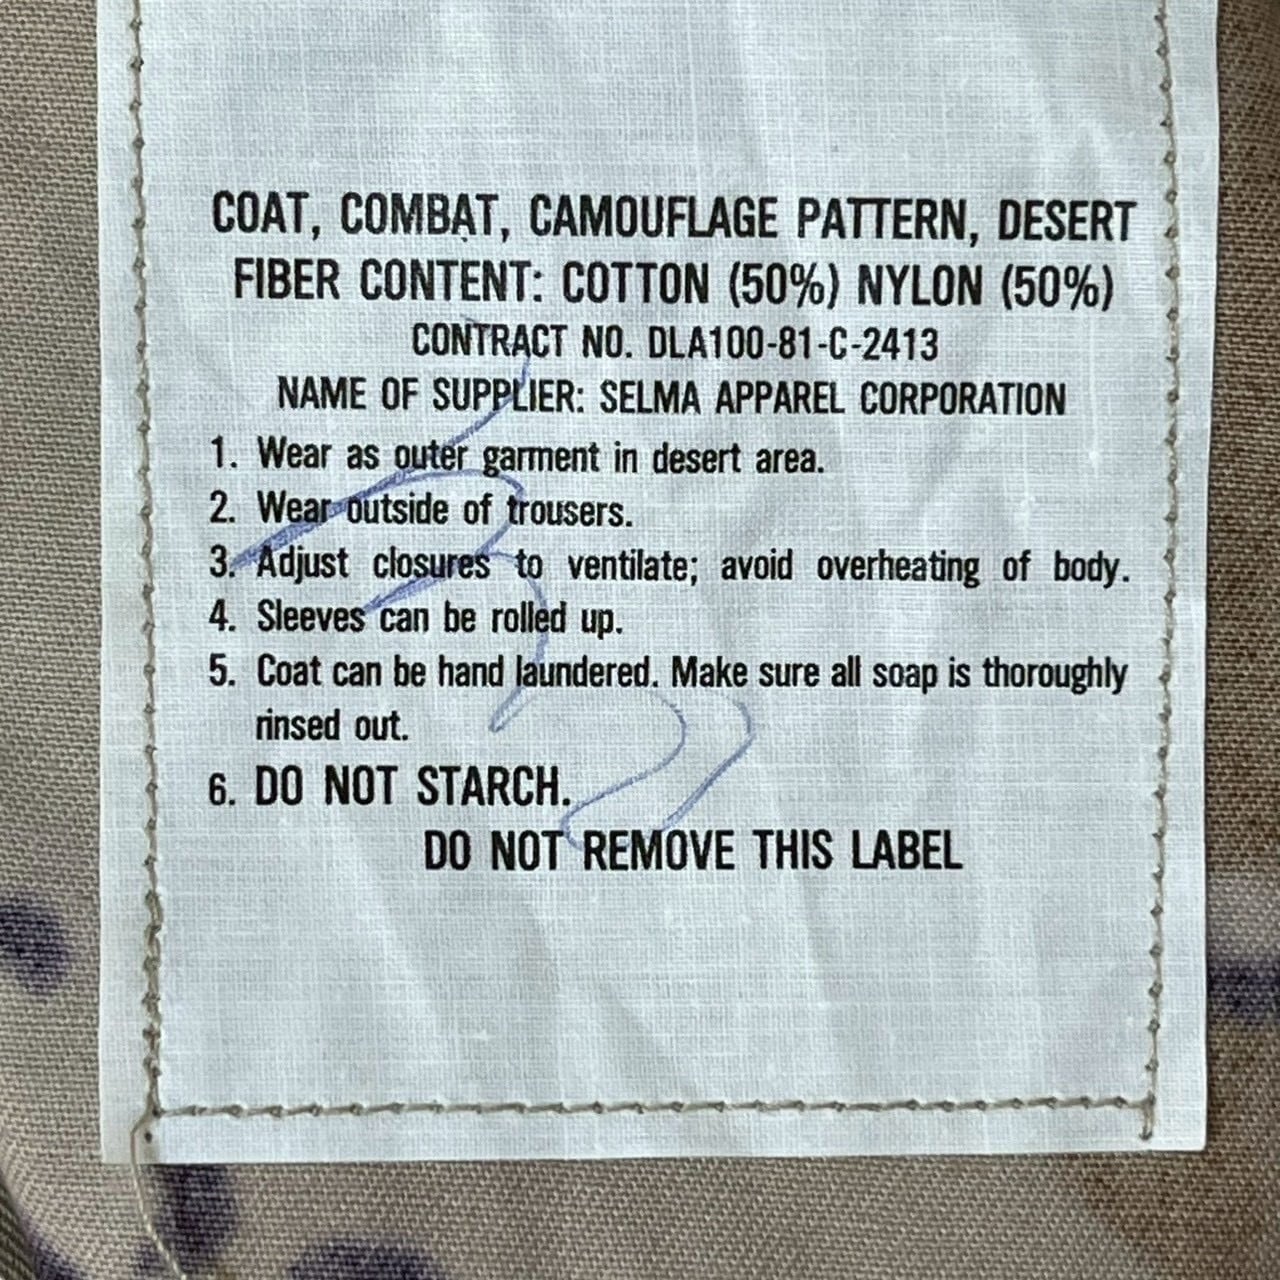 COAT, COMBAT, CAMOUFLAGE PATTERN, DESERT
FIBER CONTENT: COTTON (50%) NYLON (50%)
CONTRACT NO. DLA100-81-C-2413
NAME OF SUPPLIER: SELMA APPAREL CORPORATION
1. Wear as outer garment in desert area.
2. Wear outside of trousers.
3. Adjust closures to ventilate; avoid overheating of body.
4. Sleeves can be rolled up.
5. Coat can be hand laundered. Make sure all soap is thoroughly
rinsed out.
6. DO NOT STARCH.
DO NOT REMOVE THIS LABEL